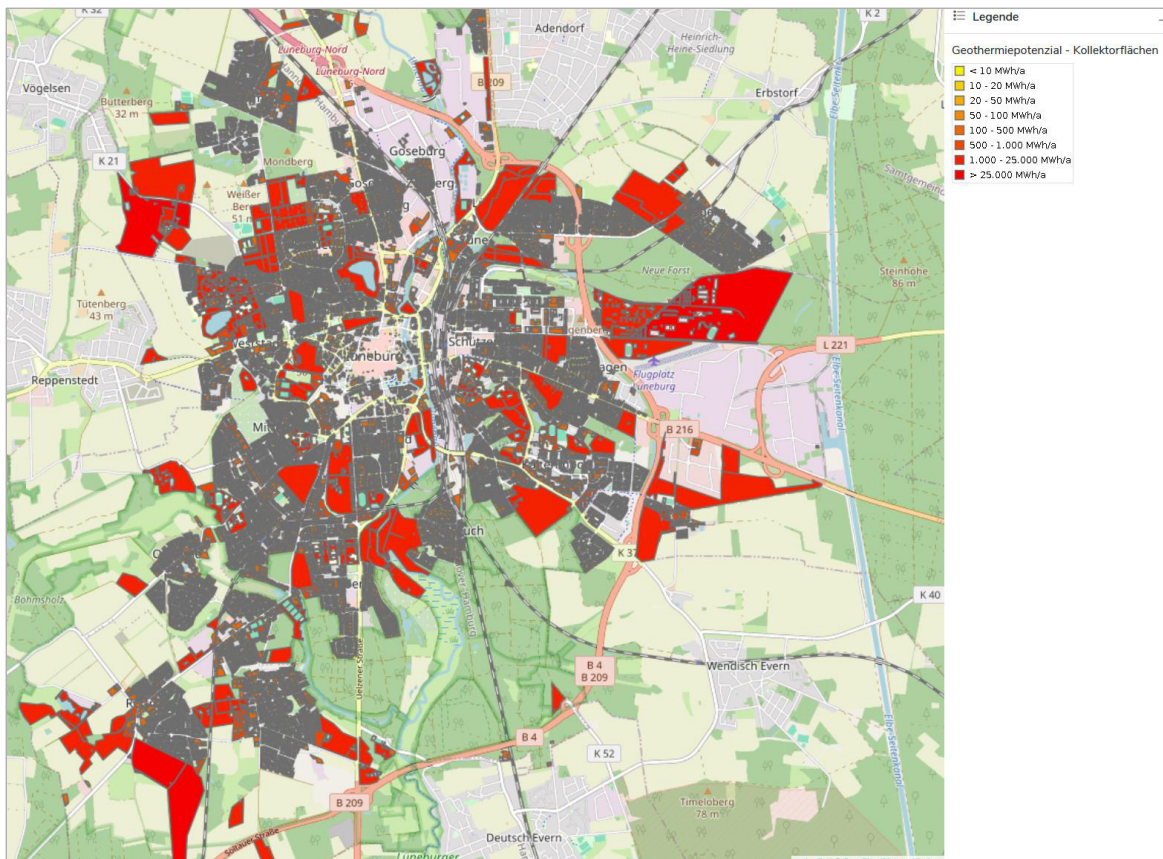 K 32
K 2
Adendorf
Heinrich-
Heine-Siedlung
Lüneburg-Nord
Lüneburg-Nord
B 209
Vögelsen
Butterberg
32 m
Erbstorf
K 21
Mondberg
Goseburg
Elbe-Seitenkanal
Samtgemeind
Weißer
51 m
Neue Forst
Steinhöhe
86 m
Tütenberg
43 m
L 221
Lüneburg
Reppenstedt
Flugplatz
Lüneburg
Elbe-Seitenkanal
B 216
K 40
Böhmsholz
Wendisch Evern
B 4
B 209
Uelzener Straße
B 4
K 52
Elbe-Seitenkanal
B 209
Timeloberg
78 m
Soltauer Straße
Deutsch Evern
Lüneburger
Legende
Geothermiepotenzial - Kollektorflächen
< 10 MWh/a
10 - 20 MWh/a
20 - 50 MWh/a
50 - 100 MWh/a
100 - 500 MWh/a
500 - 1.000 MWh/a
1.000 - 25.000 MWh/a
> 25.000 MWh/a